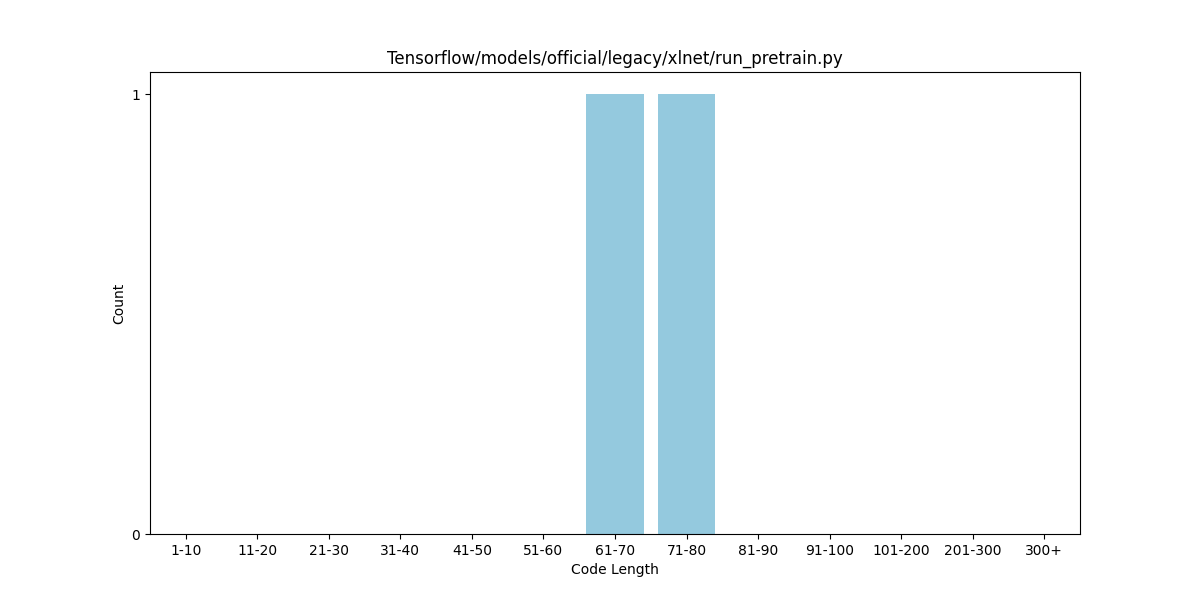 Tensorflow/models/official/legacy/xlnet/run_pretrain.py
1
Count
0
1-10 11-20 21-30 31-40 41-50 51-60 61-70 71-80 81-90 91-100 101-200 201-300 300+
Code Length